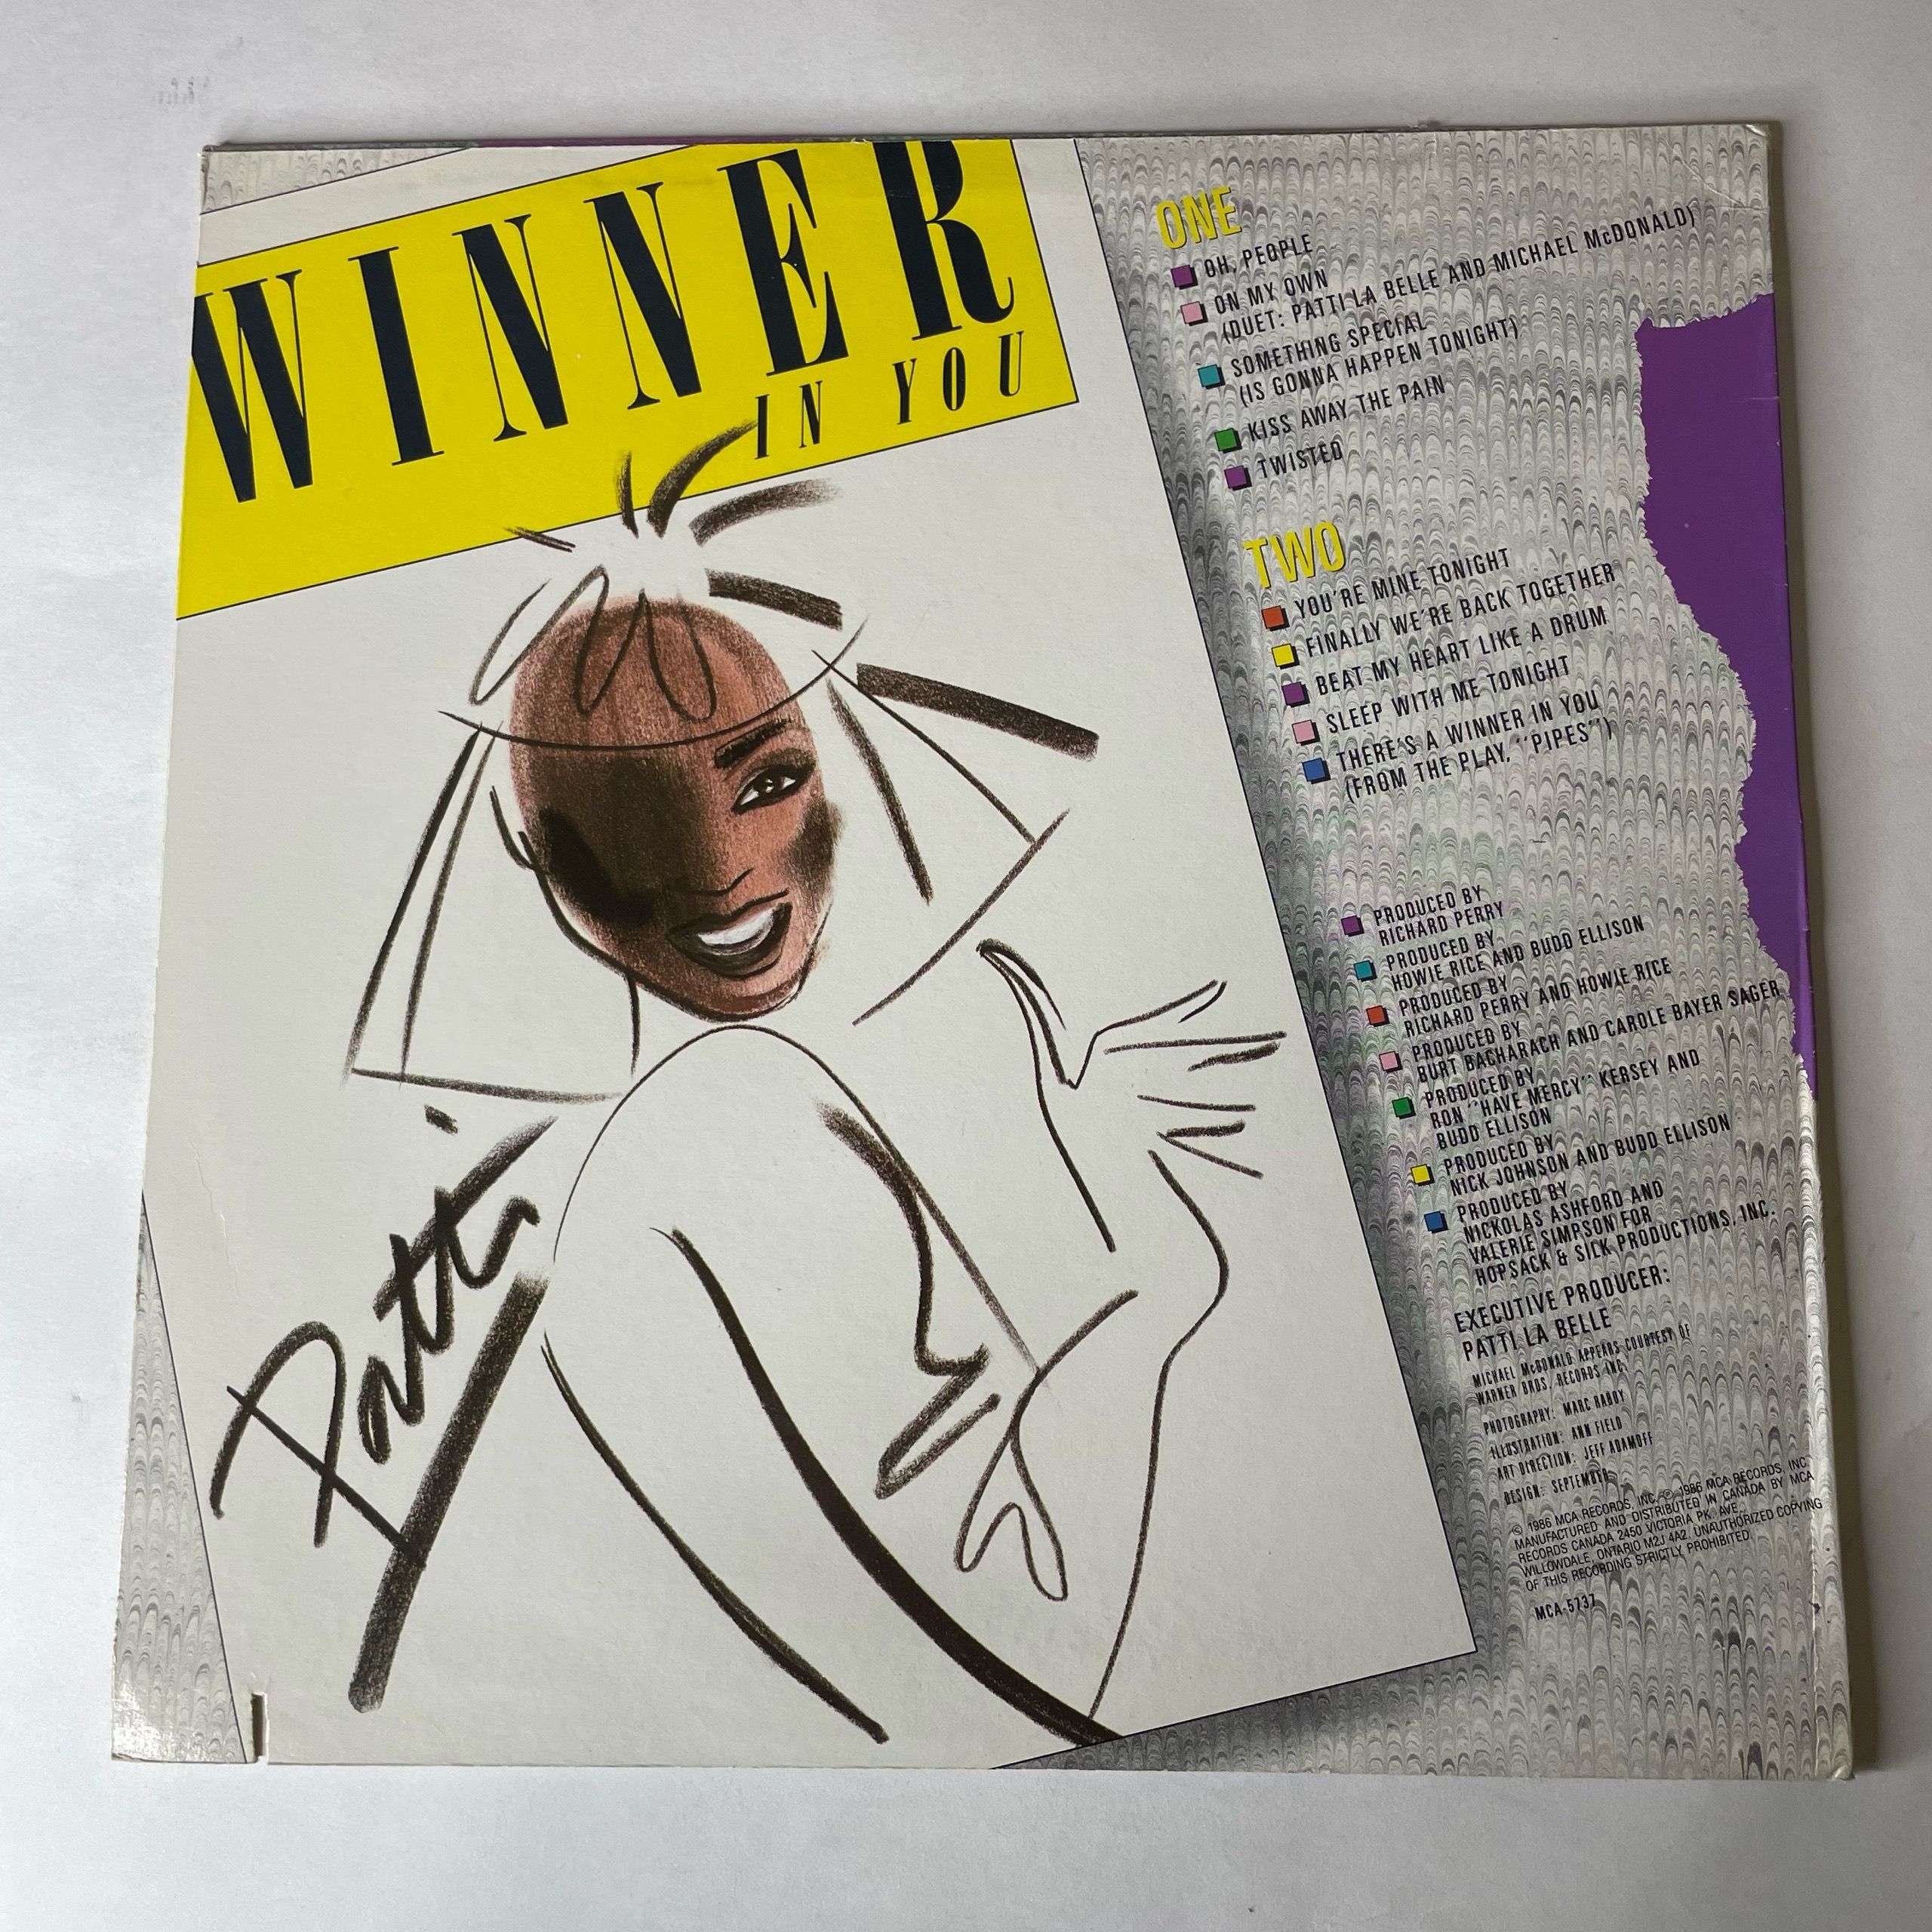 WINNER
IN YOU
Patti
ONE
OH, PEOPLE
ON MY OWN
(DUET: PATTI LA BELLE AND MICHAEL McDONALD)
SOMETHING SPECIAL
(IS GONNA HAPPEN TONIGHT)
KISS AWAY THE PAIN
TWISTED
TWO
YOU'RE MINE TONIGHT
FINALLY WE'RE BACK TOGETHER
BEAT MY HEART LIKE A DRUM
SLEEP WITH ME TONIGHT
THERE'S A WINNER IN YOU
(FROM THE PLAY, "PIPES")
PRODUCED BY
RICHARD PERRY
PRODUCED BY
HOWIE RICE AND BUDD ELLISON
PRODUCED BY
RICHARD PERRY AND HOWIE RICE
PRODUCED BY
BURT BACHARACH AND CAROLE BAYER SAGER
PRODUCED BY
RON "HAVE MERCY" KERSEY AND
BUDD ELLISON
PRODUCED BY
NICK JOHNSON AND BUDD ELLISON
PRODUCED BY
NICKOLAS ASHFORD AND
VALERIE SIMPSON FOR
HOPSACK & SILK PRODUCTIONS, INC.
EXECUTIVE PRODUCER:
PATTI LA BELLE
MICHAEL McDONALD APPEARS COURTESY OF
WARNER BROS. RECORDS INC.
PHOTOGRAPHY: MARC RABOY
ILLUSTRATION: ANN FIELD
ART DIRECTION: JEFF ADAMOFF
DESIGN: SEPTEMBER
© 1986 MCA RECORDS, INC. ℗ 1986 MCA RECORDS, INC.
MANUFACTURED AND DISTRIBUTED IN CANADA BY MCA
RECORDS CANADA 2450 VICTORIA PK. AVE.,
WILLOWDALE, ONTARIO M2J 4A2. UNAUTHORIZED COPYING
OF THIS RECORDING STRICTLY PROHIBITED.
MCA-5737